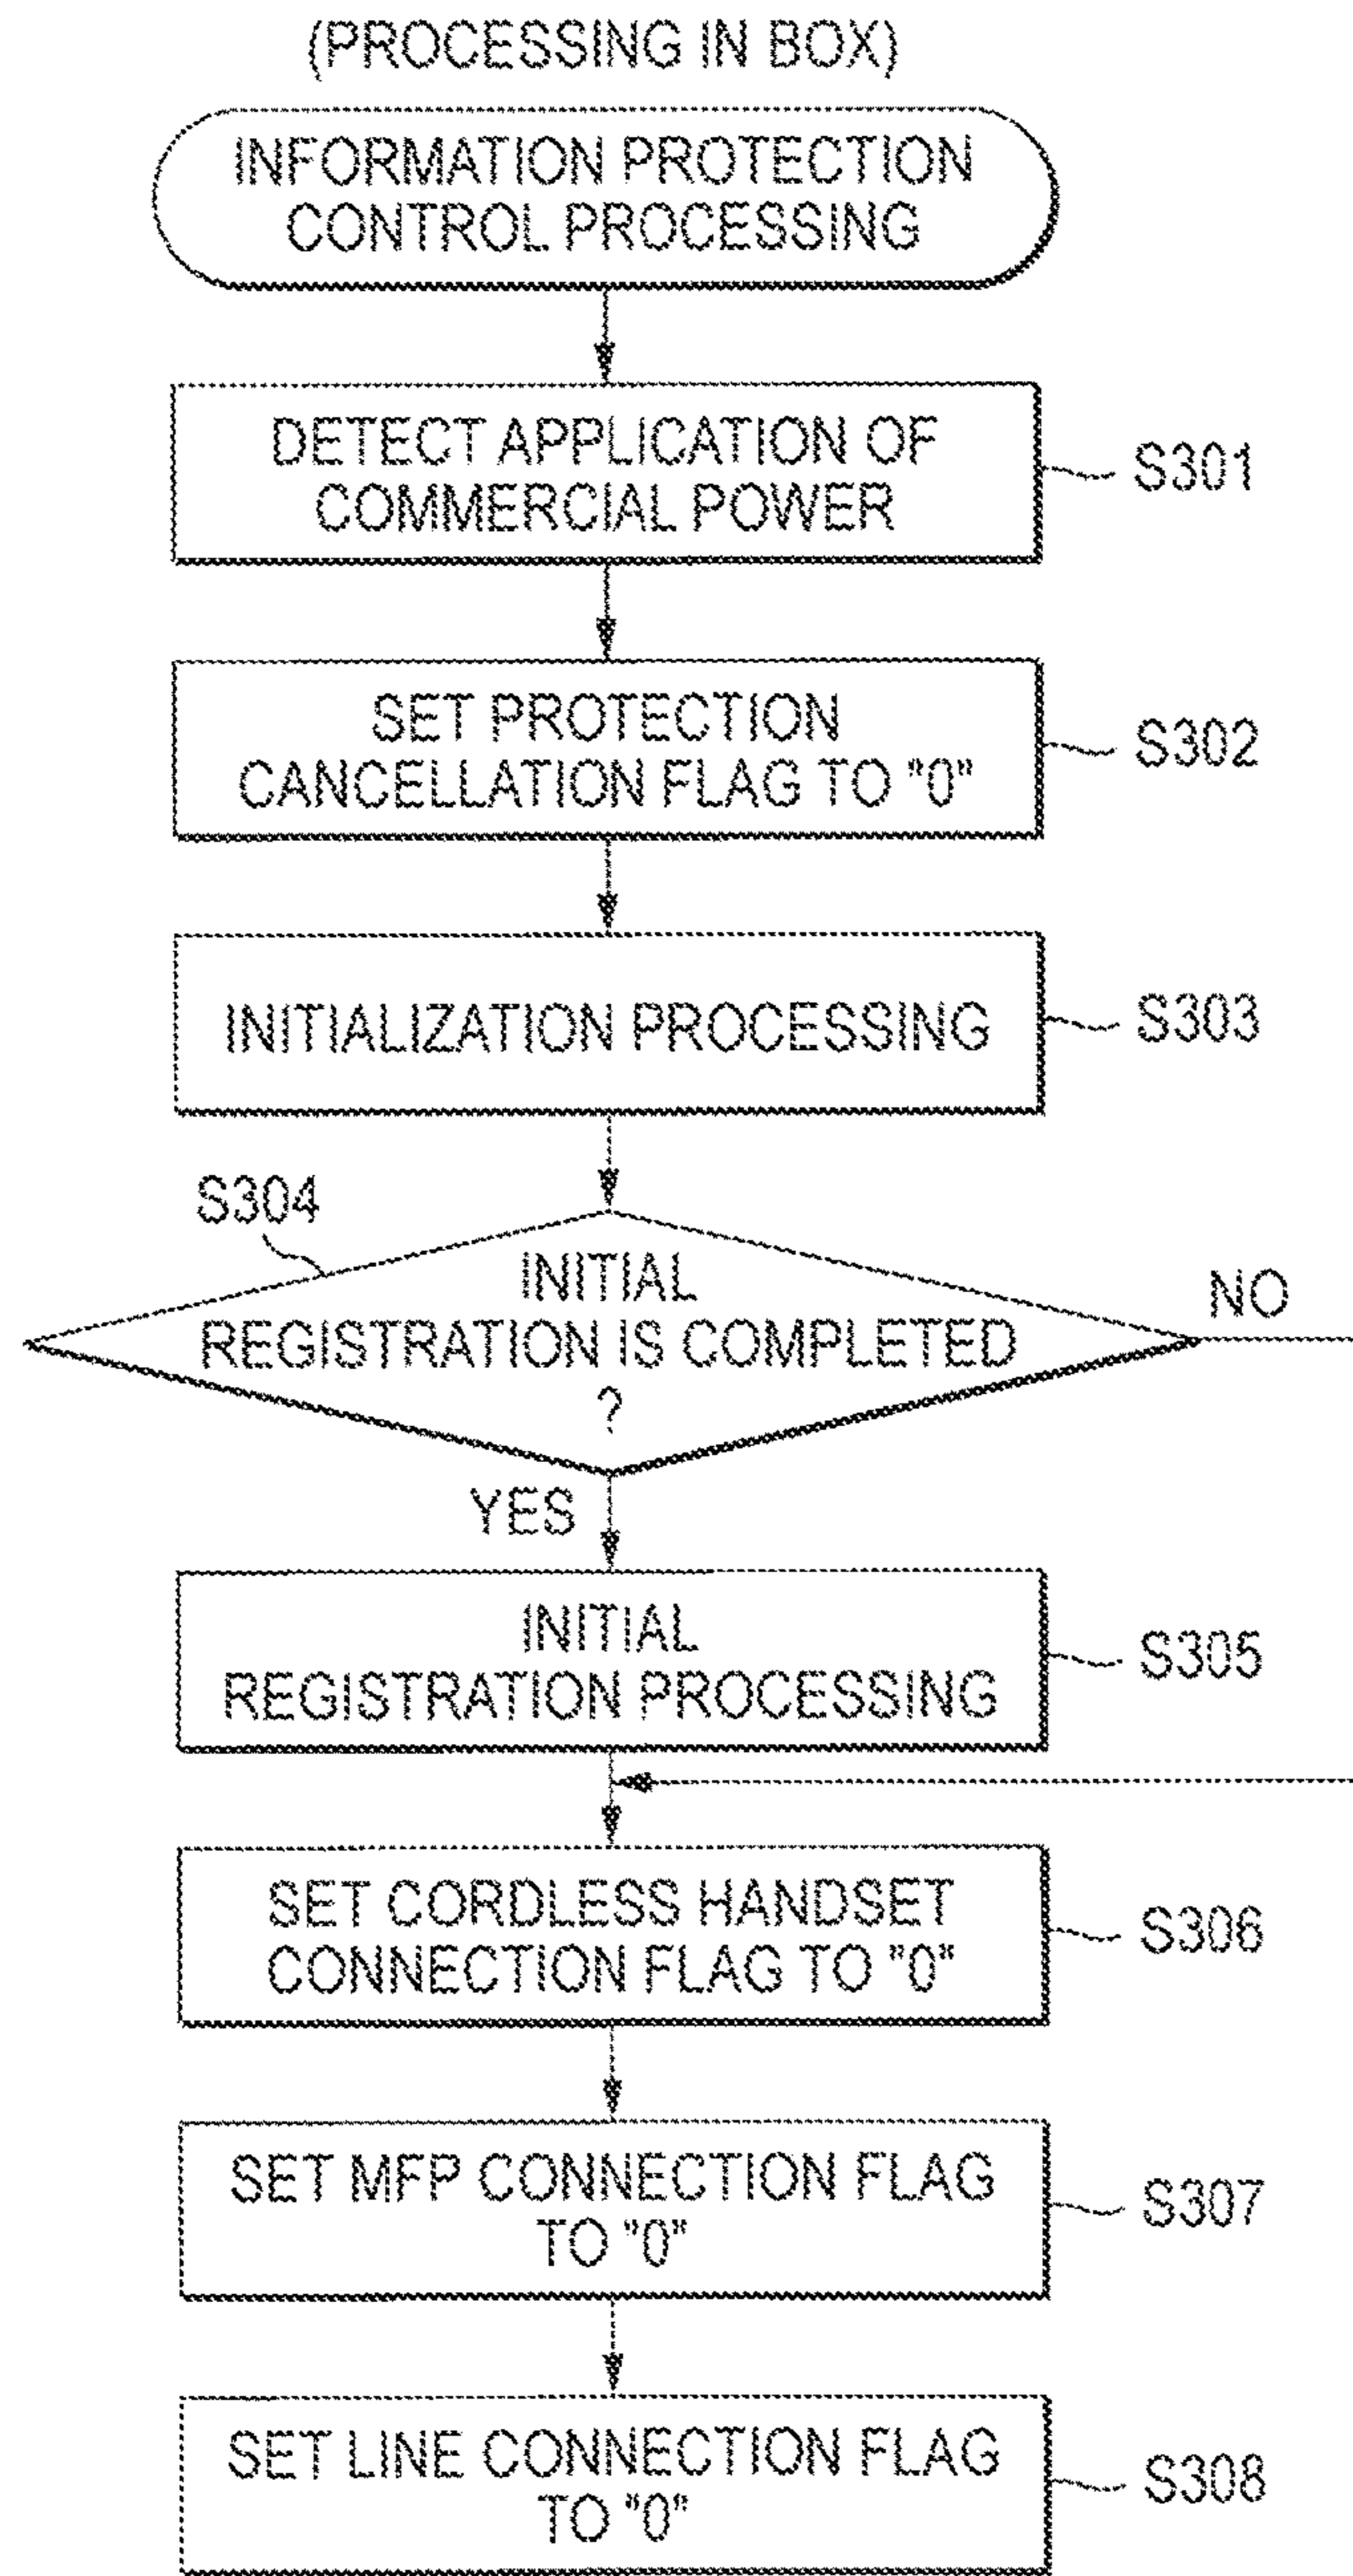 (PROCESSING IN BOX)
INFORMATION PROTECTION
CONTROL PROCESSING
DETECT APPLICATION OF
COMMERCIAL POWER
S301
SET PROTECTION
CANCELLATION FLAG TO "0"
S302
INITIALIZATION PROCESSING
S303
S304
INITIAL
REGISTRATION IS COMPLETED
?
NO
YES
INITIAL
REGISTRATION PROCESSING
S305
SET CORDLESS HANDSET
CONNECTION FLAG TO "0"
S306
SET MFP CONNECTION FLAG
TO "0"
S307
SET LINE CONNECTION FLAG
TO "0"
S308